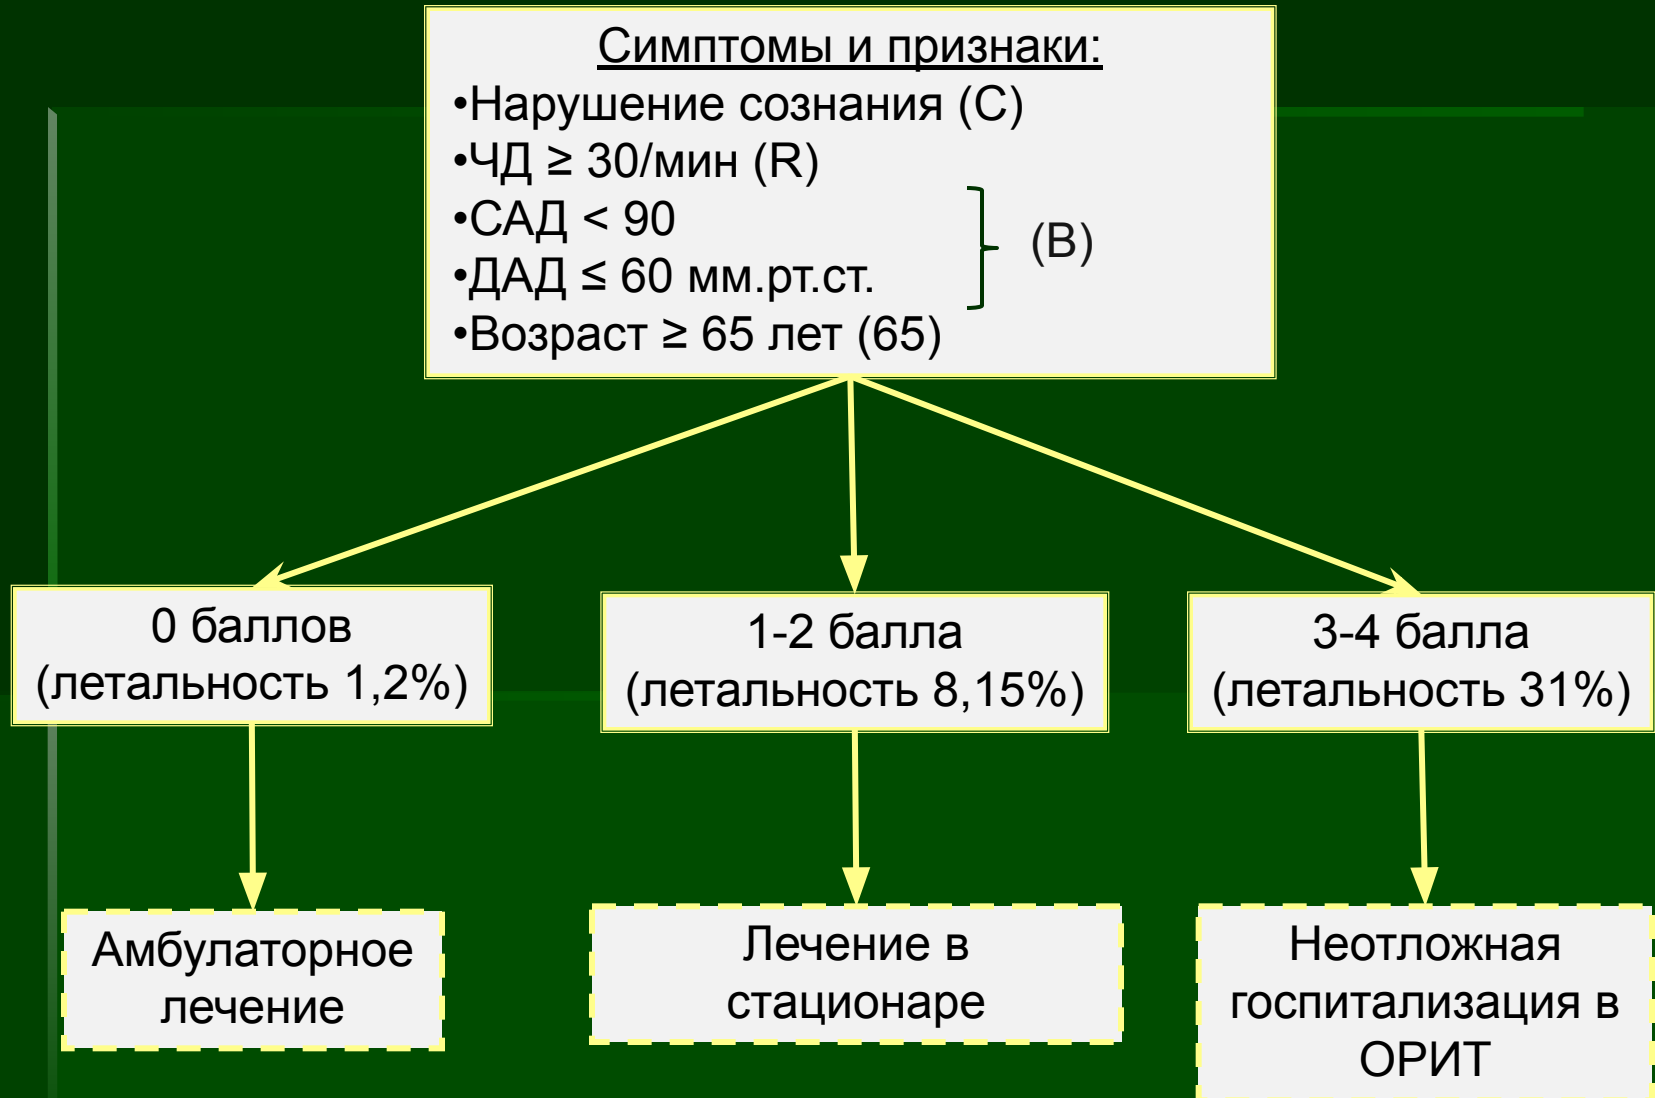 Симптомы и признаки:
•Нарушение сознания (С)
•ЧД ≥ 30/мин (R)
•САД < 90
(В)
•ДАД ≤ 60 мм.рт.ст.
•Возраст ≥ 65 лет (65)
0 баллов
(летальность 1,2%)
1-2 балла
(летальность 8,15%)
3-4 балла
(летальность 31%)
Амбулаторное
лечение
Лечение в
стационаре
Неотложная
госпитализация в
ОРИТ